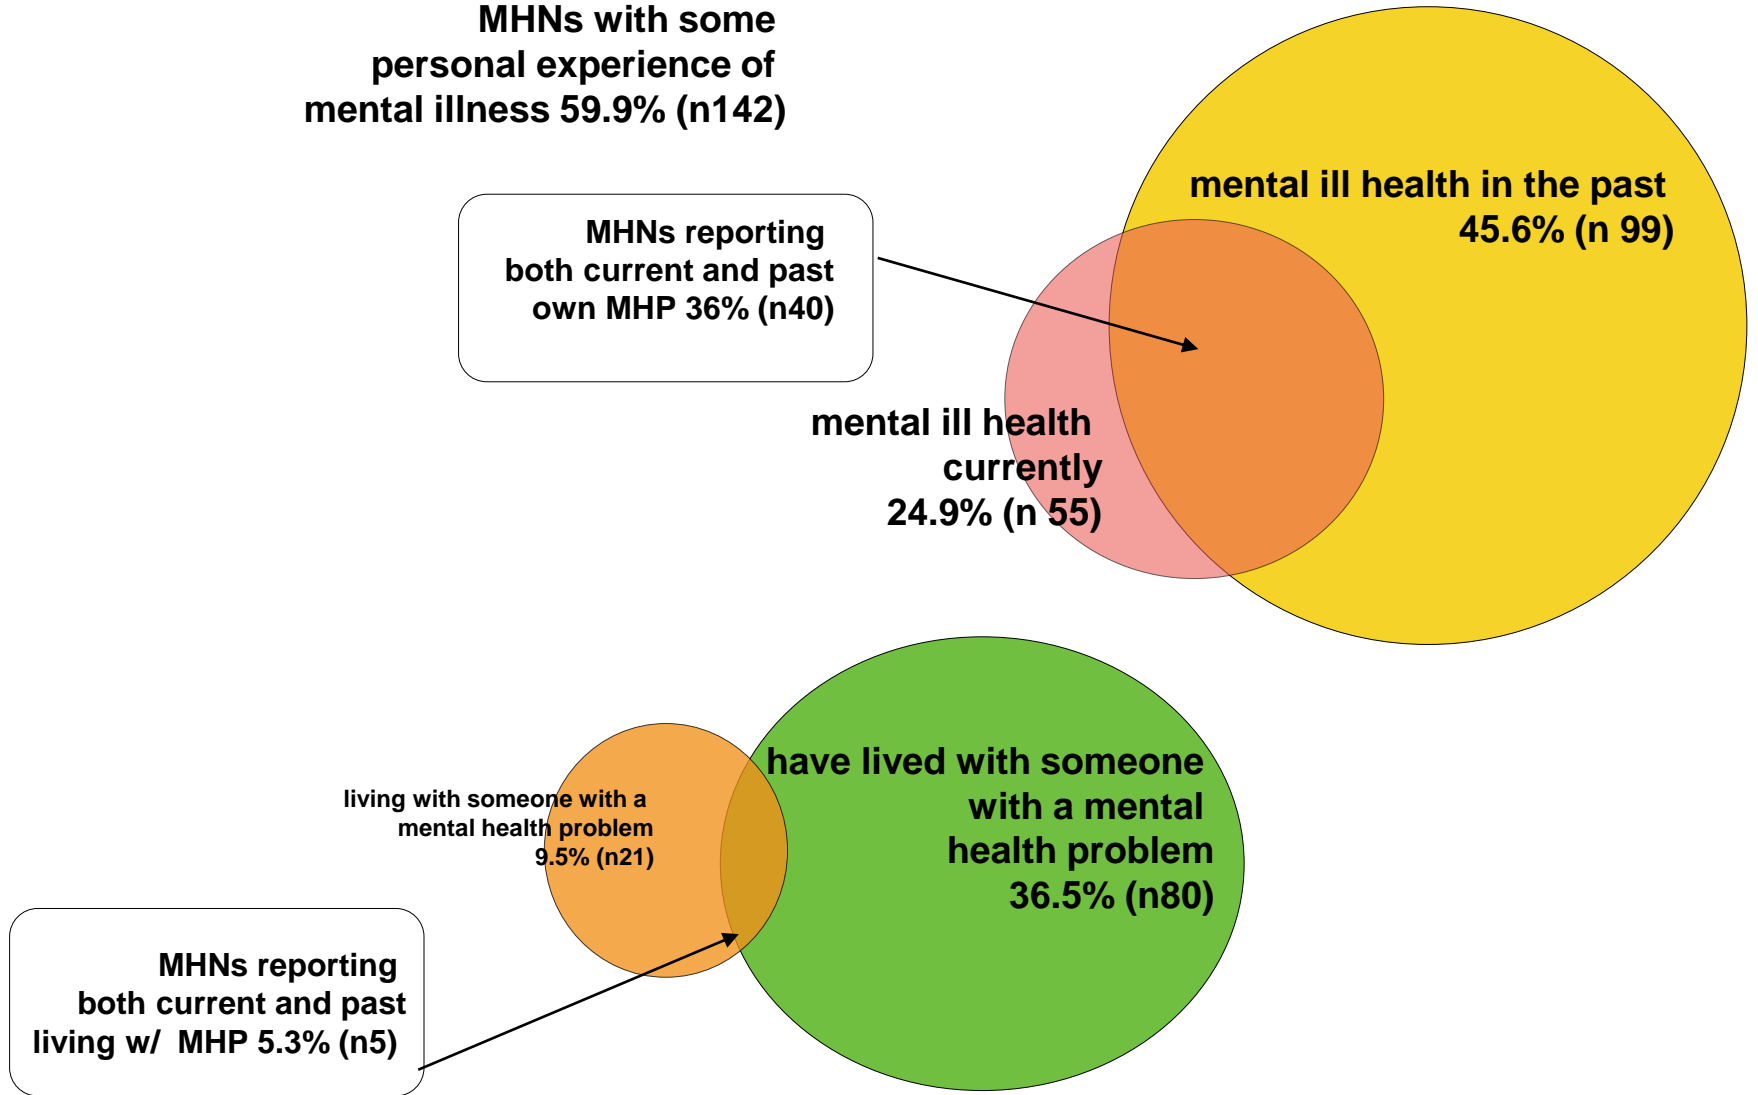 MHNs with some
personal experience of
mental illness 59.9% (n142)
mental ill health in the past
45.6% (n 99)
MHNs reporting
both current and past
own MHP 36% (n40)
mental ill health
currently
24.9% (n 55)
have lived with someone
with a mental
health problem
36.5% (n80)
living with someone with a
mental health problem
9.5% (n21)
MHNs reporting
both current and past
living w/  MHP 5.3% (n5)